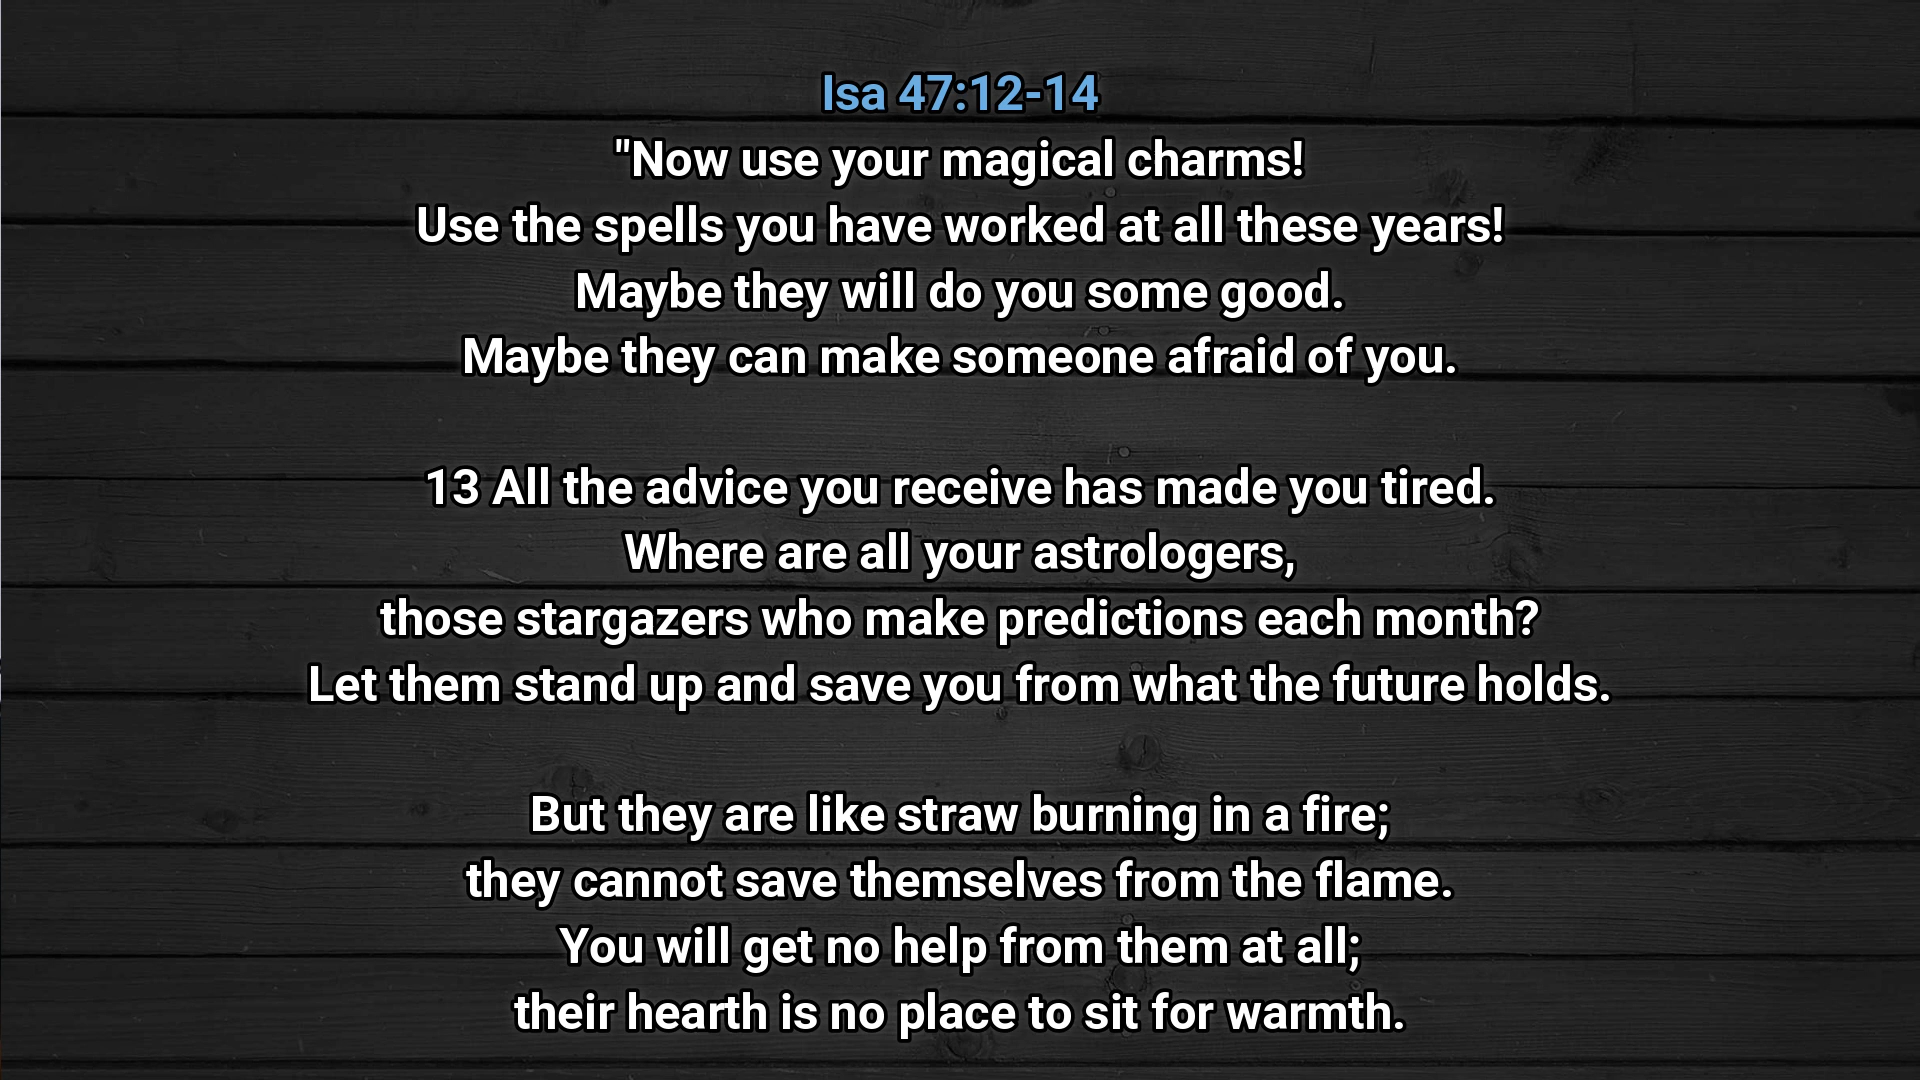 Isa 47:12-14
"Now use your magical charms!
Use the spells you have worked at all these years!
Maybe they will do you some good.
Maybe they can make someone afraid of you.
13 All the advice you receive has made you tired.
Where are all your astrologers,
those stargazers who make predictions each month?
Let them stand up and save you from what the future holds.
But they are like straw burning in a fire;
they cannot save themselves from the flame.
You will get no help from them at all;
their hearth is no place to sit for warmth.